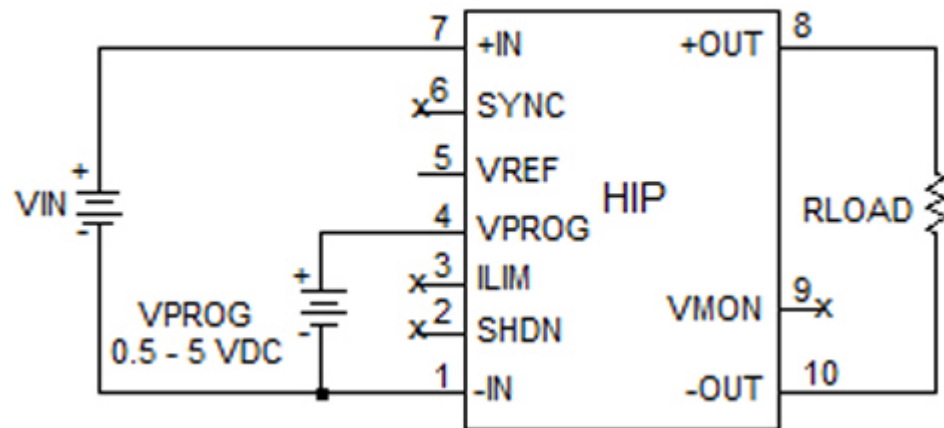 7
+IN
+OUT
8
6
SYNC
5
VREF
HIP
+
VIN
-
4
VPROG
RLOAD
+
-
3
ILIM
VMON
9
VPROG
0.5 - 5 VDC
2
SHDN
1
-IN
-OUT
10